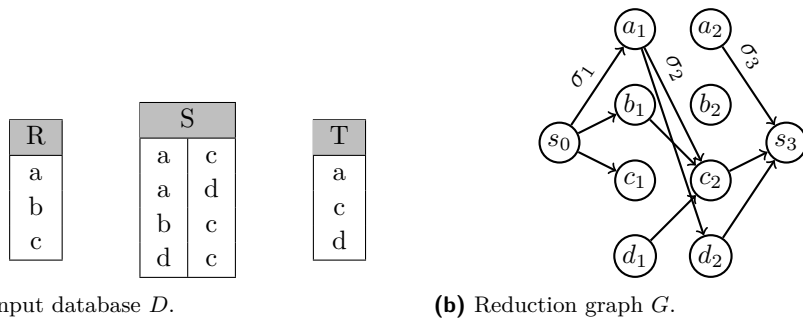 R
a
b
c
S
a c
a d
b c
d c
T
a
c
d
nput database D.
a₁ a₂
σ₁ σ₂ σ₃
b₁ b₂
s₀ s₃
c₁ c₂
d₁ d₂
(b) Reduction graph G.